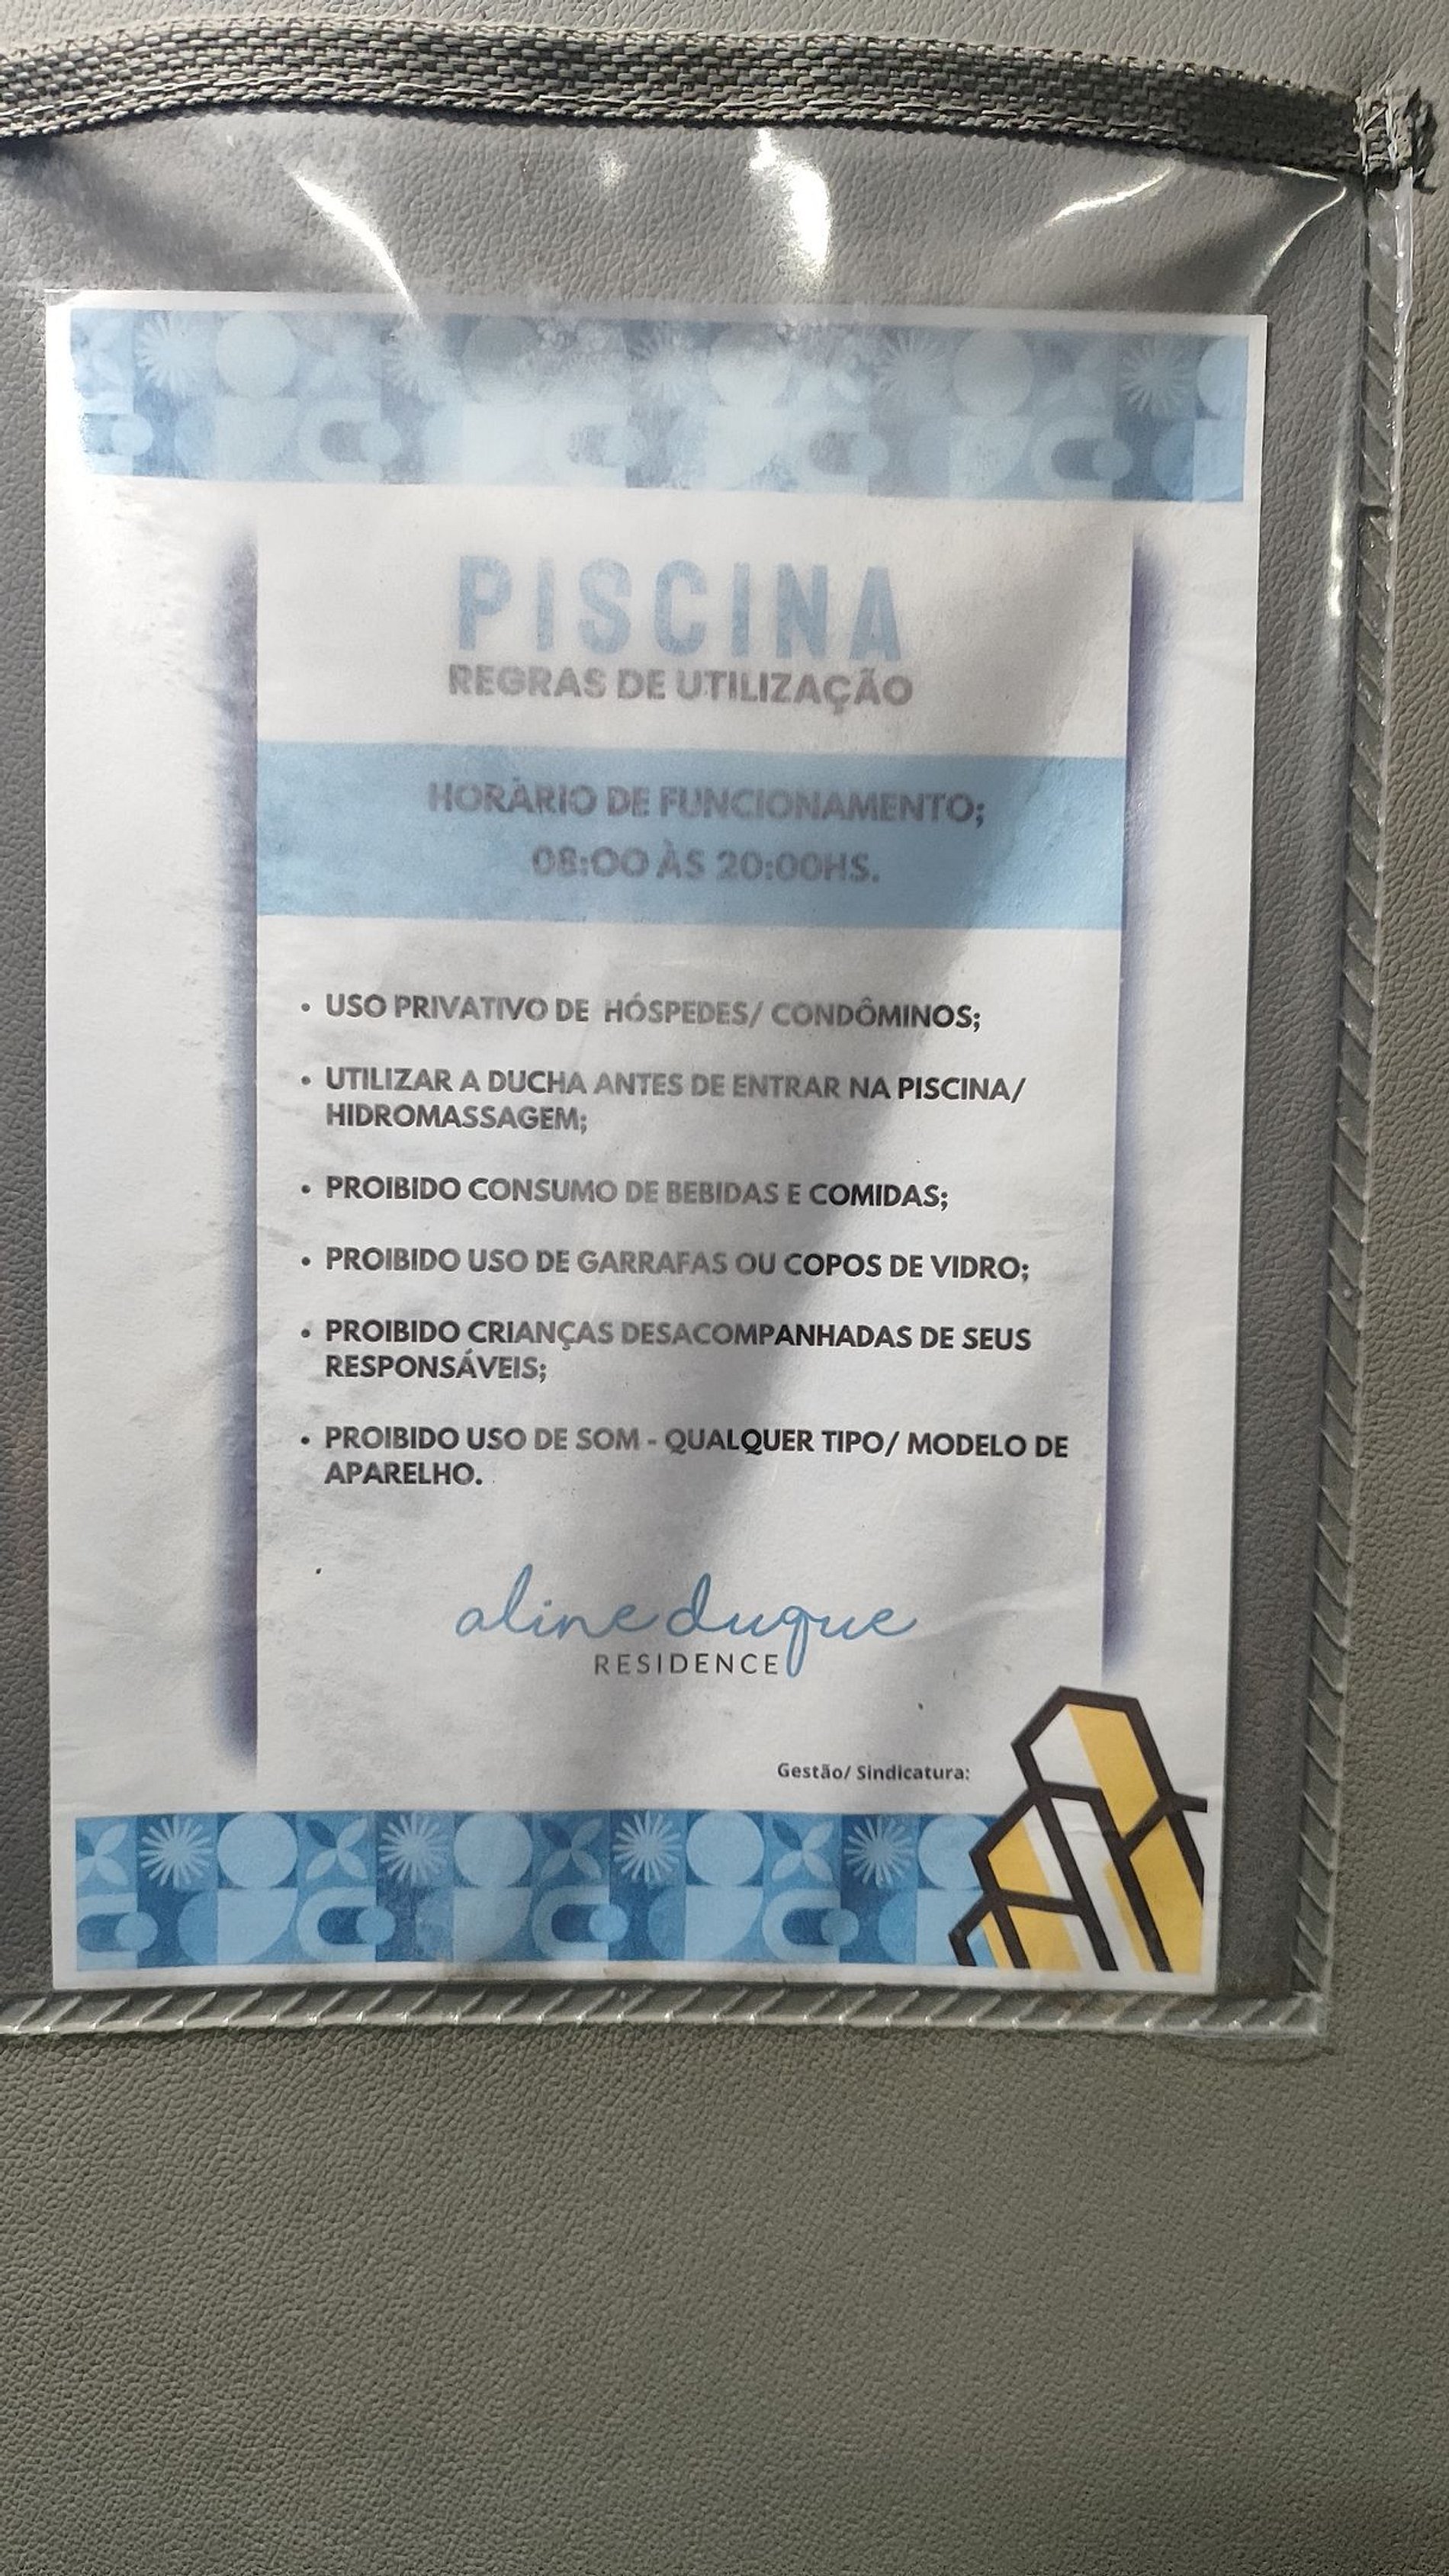 PISCINA
REGRAS DE UTILIZAÇÃO
HORÁRIO DE FUNCIONAMENTO;
08:00 ÀS 20:00HS.
• USO PRIVATIVO DE HÓSPEDES/ CONDÔMINOS;
• UTILIZAR A DUCHA ANTES DE ENTRAR NA PISCINA/
HIDROMASSAGEM;
• PROIBIDO CONSUMO DE BEBIDAS E COMIDAS;
• PROIBIDO USO DE GARRAFAS OU COPOS DE VIDRO;
• PROIBIDO CRIANÇAS DESACOMPANHADAS DE SEUS
RESPONSÁVEIS;
• PROIBIDO USO DE SOM - QUALQUER TIPO/ MODELO DE
APARELHO.
aline duque
RESIDENCE
Gestão/ Sindicatura: